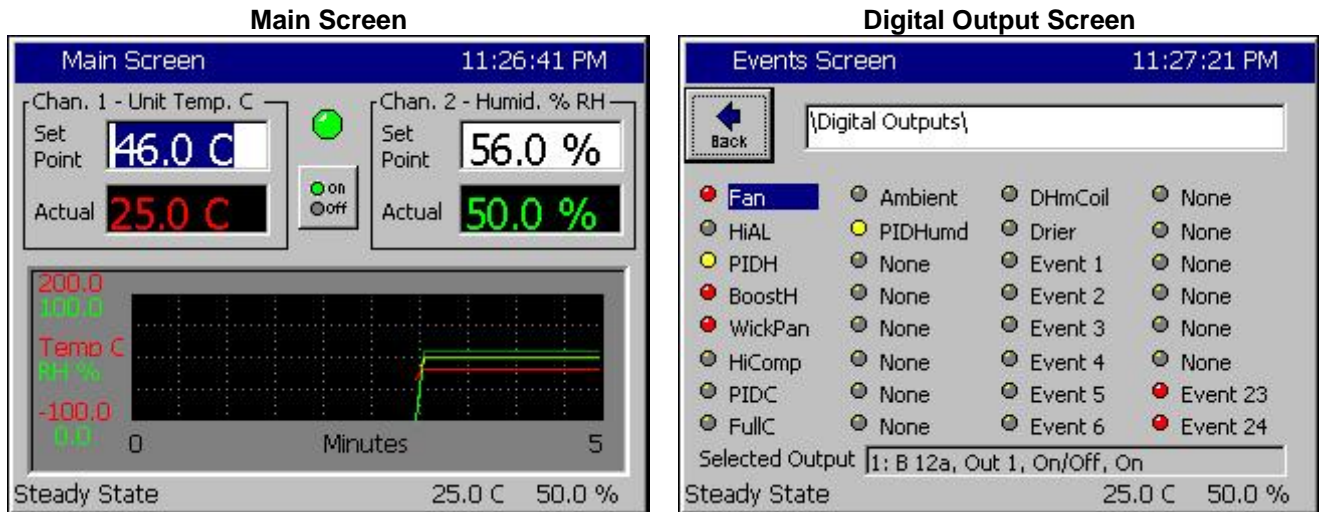 Main Screen
Main Screen 11:26:41 PM
Chan. 1 - Unit Temp. C
Set Point 46.0 C
Actual 25.0 C
on
off
Chan. 2 - Humid. % RH
Set Point 56.0 %
Actual 50.0 %
200.0
100.0
Temp C
RH %
-100.0
0.0
0 Minutes 5
Steady State 25.0 C 50.0 %
Digital Output Screen
Events Screen 11:27:21 PM
Back
\Digital Outputs\
Fan Ambient DHmCoil None
HiAL PIDHumd Drier None
PIDH None Event 1 None
BoostH None Event 2 None
WickPan None Event 3 None
HiComp None Event 4 None
PIDC None Event 5 Event 23
FullC None Event 6 Event 24
Selected Output 1: B 12a, Out 1, On/Off, On
Steady State 25.0 C 50.0 %